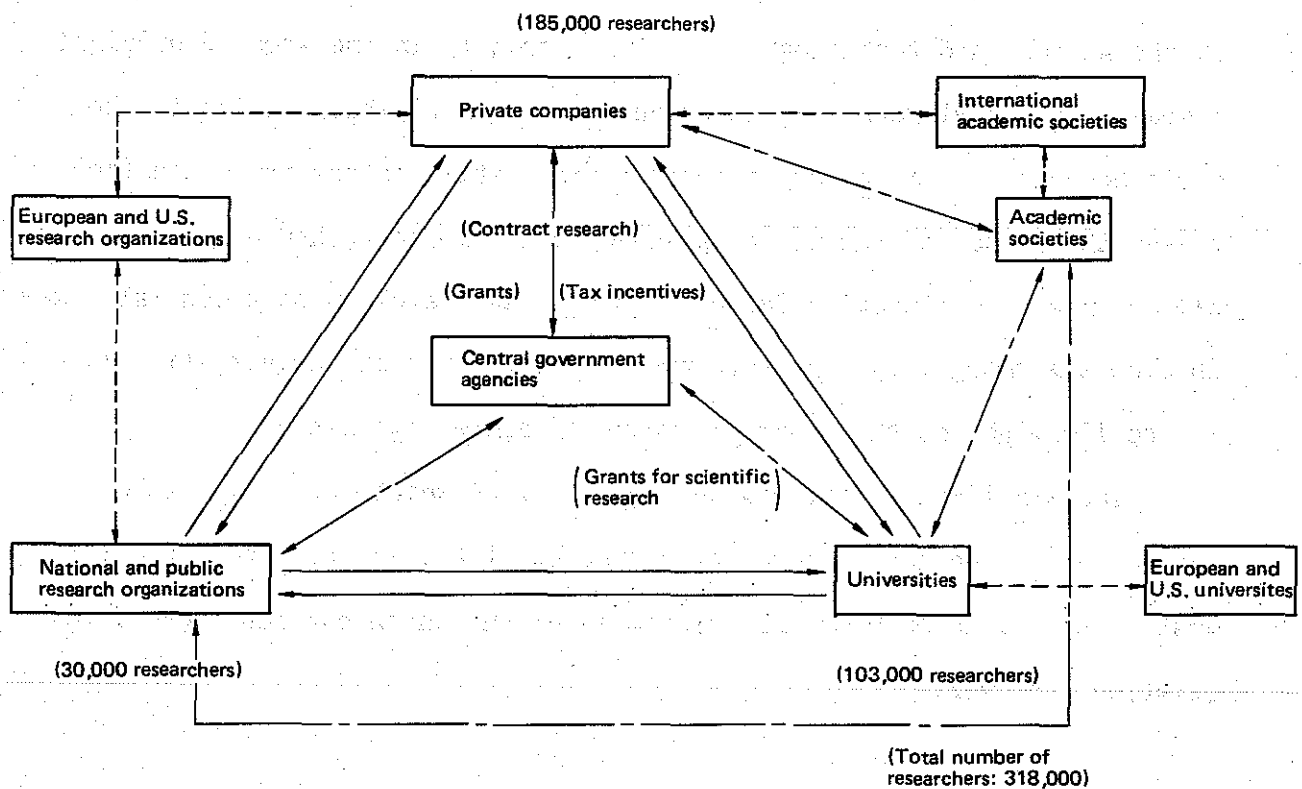 (185,000 researchers)
Private companies
International
academic societies
European and U.S.
research organizations
Academic
societies
(Contract research)
(Grants)
(Tax incentives)
Central government
agencies
(Grants for scientific
research)
National and public
research organizations
Universities
European and
U.S. universites
(30,000 researchers)
(103,000 researchers)
(Total number of
researchers: 318,000)